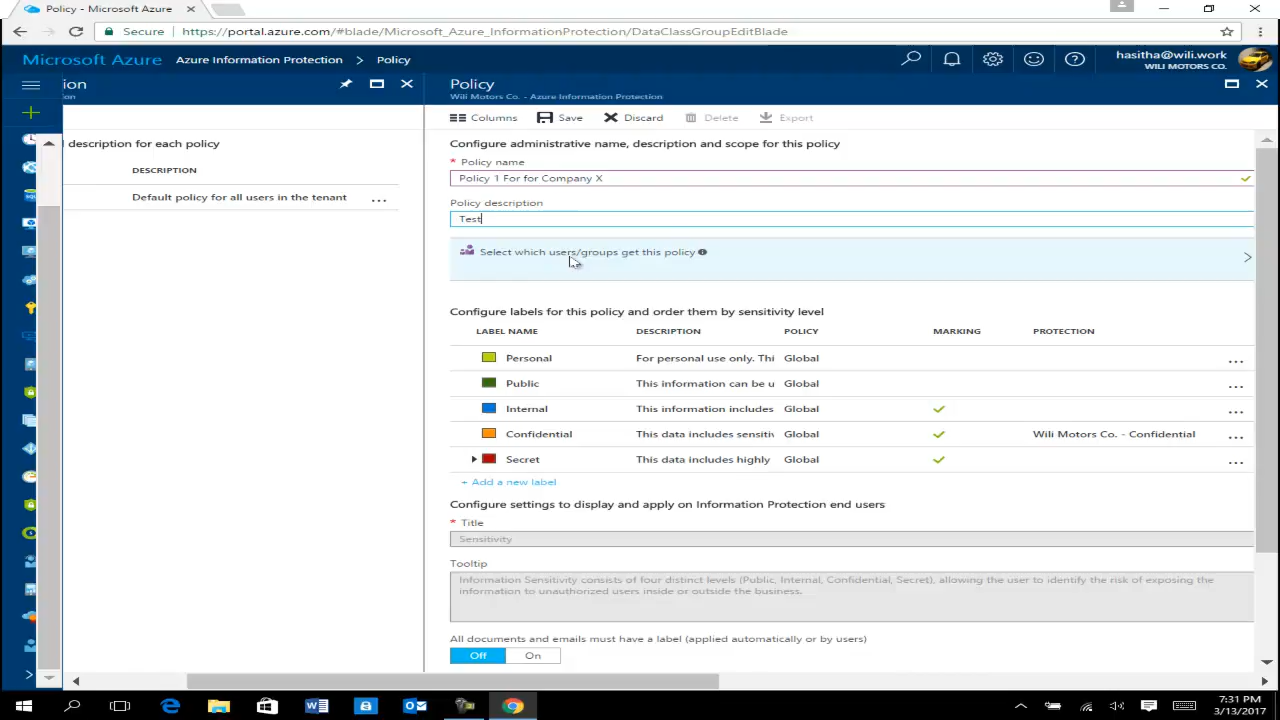 Policy - Microsoft Azure
Secure
https://portal.azure.com/#blade/Microsoft_Azure_InformationProtection/DataClassGroupEditBlade
Microsoft Azure Azure Information Protection > Policy
hasitha@wili.work
WILI MOTORS CO.
tion
tion
l description for each policy
DESCRIPTION
Default policy for all users in the tenant ...
Policy
Wili Motors Co. - Azure Information Protection
Columns Save Discard Delete Export
Configure administrative name, description and scope for this policy
* Policy name
Policy 1 For for Company X
Policy description
Test
Select which users/groups get this policy
Configure labels for this policy and order them by sensitivity level
LABEL NAME DESCRIPTION POLICY MARKING PROTECTION
Personal For personal use only. Thi Global ...
Public This information can be u Global ...
Internal This information includes Global ...
Confidential This data includes sensitiv Global Wili Motors Co. - Confidential ...
Secret This data includes highly Global ...
+ Add a new label
Configure settings to display and apply on Information Protection end users
* Title
Sensitivity
Tooltip
Information Sensitivity consists of four distinct levels (Public, Internal, Confidential, Secret), allowing the user to identify the risk of exposing the
information to unauthorized users inside or outside the business.
All documents and emails must have a label (applied automatically or by users)
Off On
7:31 PM
3/13/2017